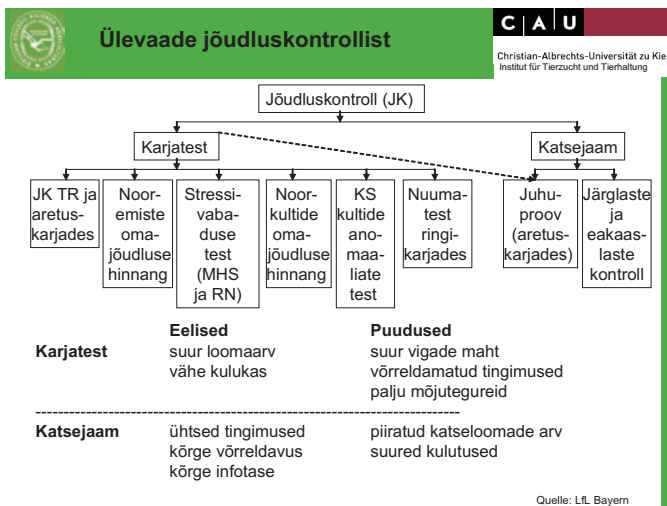 Ülevaade jõudluskontrollist
C | A | U
Christian-Albrechts-Universität zu Kie
Institut für Tierzucht und Tierhaltung
Jõudluskontroll (JK)
Karjatest
Katsejaam
JK TR ja
aretus-
karjades
Noor-
emiste
oma-
jõudluse
hinnang
Stressi-
vaba-
duse
test
(MHS
ja RN)
Noor-
kultide
oma-
jõudluse
hinnang
KS
kultide
ano-
maa-
liate
test
Nuuma-
test
ringi-
karjades
Juhu-
proov
(aretus-
karjades)
Järglaste
ja
eakaas-
laste
kontroll
Eelised
Puudused
Karjatest
suur loomaarv
suur vigade maht
vähe kulukas
võrreldamatud tingimused
palju mõjutegureid
Katsejaam
ühtsed tingimused
piiratud katseloomade arv
kõrge võrreldavus
suured kulutused
kõrge infotase
Quelle: LfL Bayern